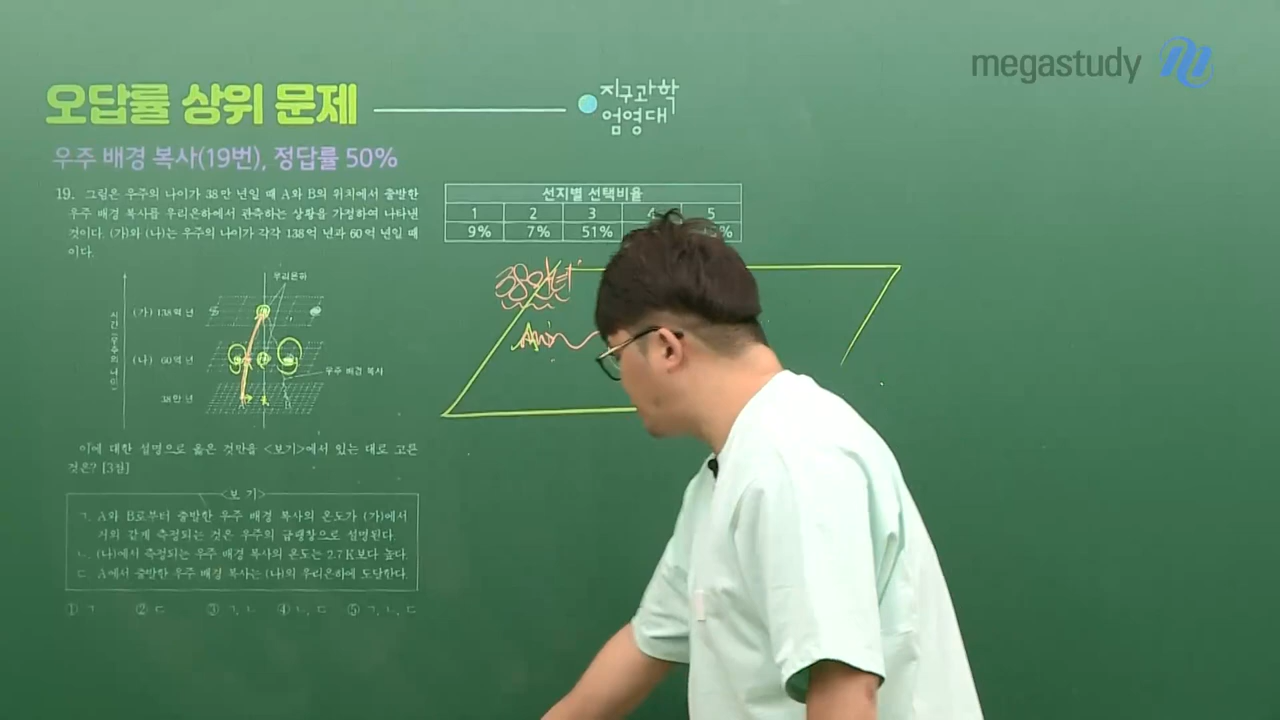 megastudy
오답률 상위 문제
지구과학
엄영대
우주 배경 복사(19번), 정답률 50%
19. 그림은 우주의 나이가 38만 년일 때 A와 B의 위치에서 출발한
우주 배경 복사를 우리은하에서 관측하는 상황을 가정하여 나타낸
것이다. (가)와 (나)는 우주의 나이가 각각 138억 년과 60억 년일 때
이다.
선지별 선택비율
1 2 3 4 5
9% 7% 51%
우리은하
(가) 138억 년
(나) 60억 년
우주 배경 복사
38만 년
시간(우주의 나이)
B
이에 대한 설명으로 옳은 것만을 <보기>에서 있는 대로 고른
것은? [3점]
<보 기>
ㄱ. A와 B로부터 출발한 우주 배경 복사의 온도가 (가)에서
거의 같게 측정되는 것은 우주의 급팽창으로 설명된다.
ㄴ. (나)에서 측정되는 우주 배경 복사의 온도는 2.7K보다 높다.
ㄷ. A에서 출발한 우주 배경 복사는 (나)의 우리은하에 도달한다.
① ㄱ ② ㄷ ③ ㄱ, ㄴ ④ ㄴ, ㄷ ⑤ ㄱ, ㄴ, ㄷ